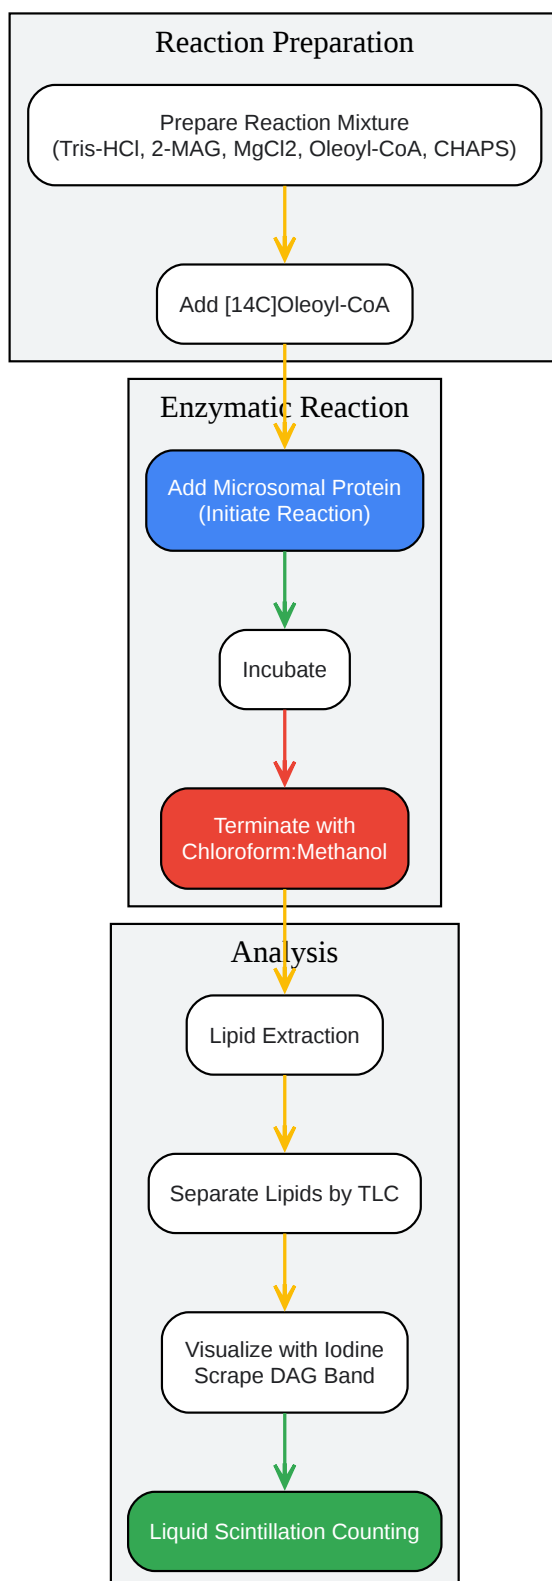 Reaction Preparation
Prepare Reaction Mixture
(Tris-HCl, 2-MAG, MgCl2, Oleoyl-CoA, CHAPS)
Add [14C]Oleoyl-CoA
Enzymatic Reaction
Add Microsomal Protein
(Initiate Reaction)
Incubate
Terminate with
Chloroform:Methanol
Analysis
Lipid Extraction
Separate Lipids by TLC
Visualize with Iodine
Scrape DAG Band
Liquid Scintillation Counting